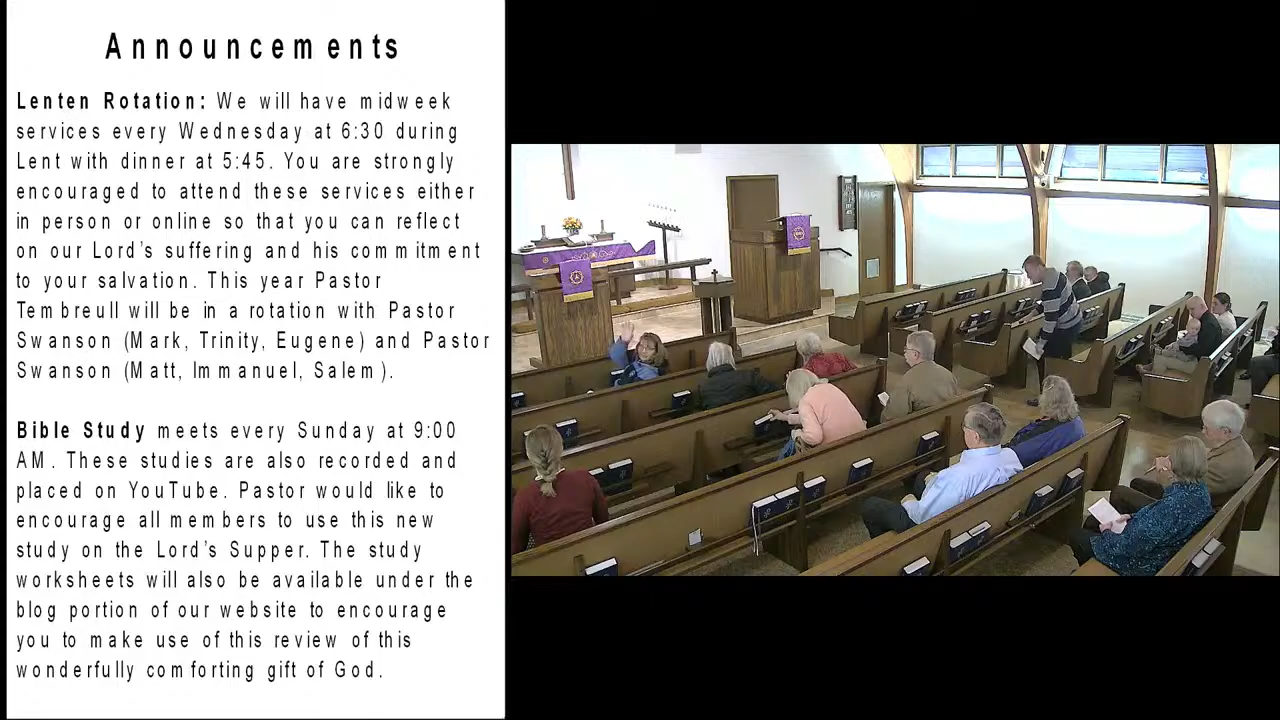 Announcements
Lenten Rotation: We will have midweek
services every Wednesday at 6:30 during
Lent with dinner at 5:45. You are strongly
encouraged to attend these services either
in person or online so that you can reflect
on our Lord's suffering and his commitment
to your salvation. This year Pastor
Tembreull will be in a rotation with Pastor
Swanson (Mark, Trinity, Eugene) and Pastor
Swanson (Matt, Immanuel, Salem).
Bible Study meets every Sunday at 9:00
AM. These studies are also recorded and
placed on YouTube. Pastor would like to
encourage all members to use this new
study on the Lord's Supper. The study
worksheets will also be available under the
blog portion of our website to encourage
you to make use of this review of this
wonderfully comforting gift of God.